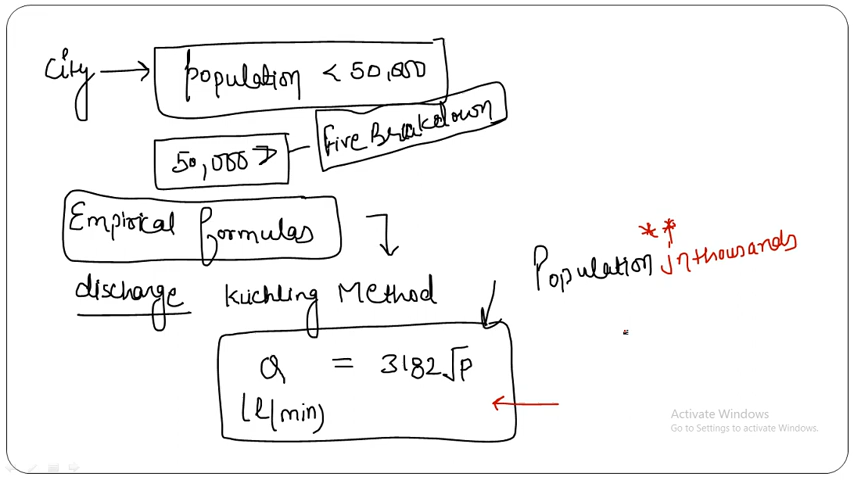 City → population < 50,000
50,000 > Fire Breakdown
Empirical Formulas
discharge Kuchling Method
Population in thousands
**
Q = 3182 √P
(l/min)
Activate Windows
Go to Settings to activate Windows.